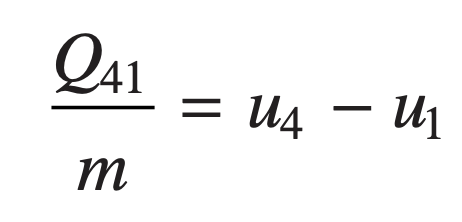 Q₄₁/m = u₄ − u₁